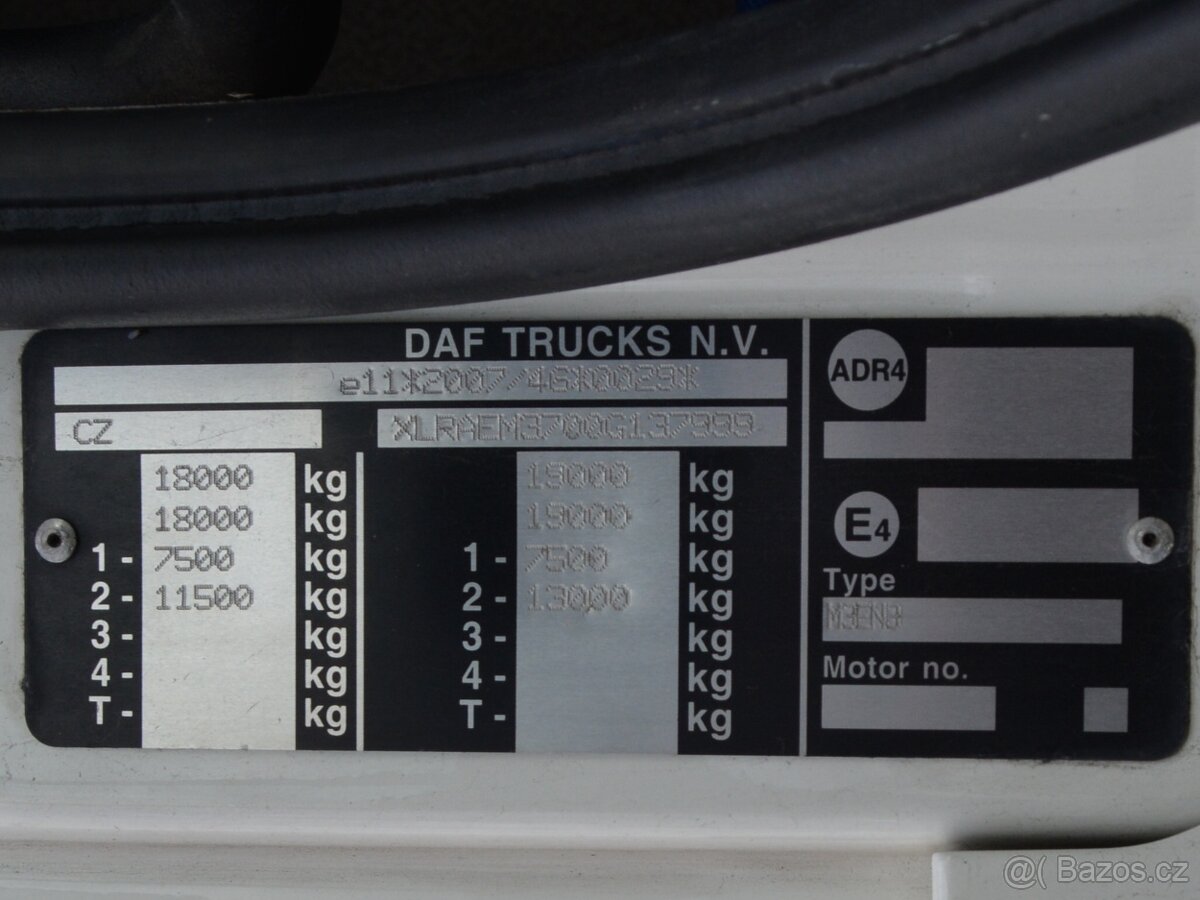 DAF TRUCKS N.V.
e11*2007/46*0029*
CZ XLRAEM3700G137999
18000 kg 19000 kg
18000 kg 19000 kg
1- 7500 kg 1- 7500 kg
2- 11500 kg 2- 13000 kg
3- kg 3- kg
4- kg 4- kg
T- kg T- kg
ADR4
E4
Type
M3EN3
Motor no.
@( Bazos.cz